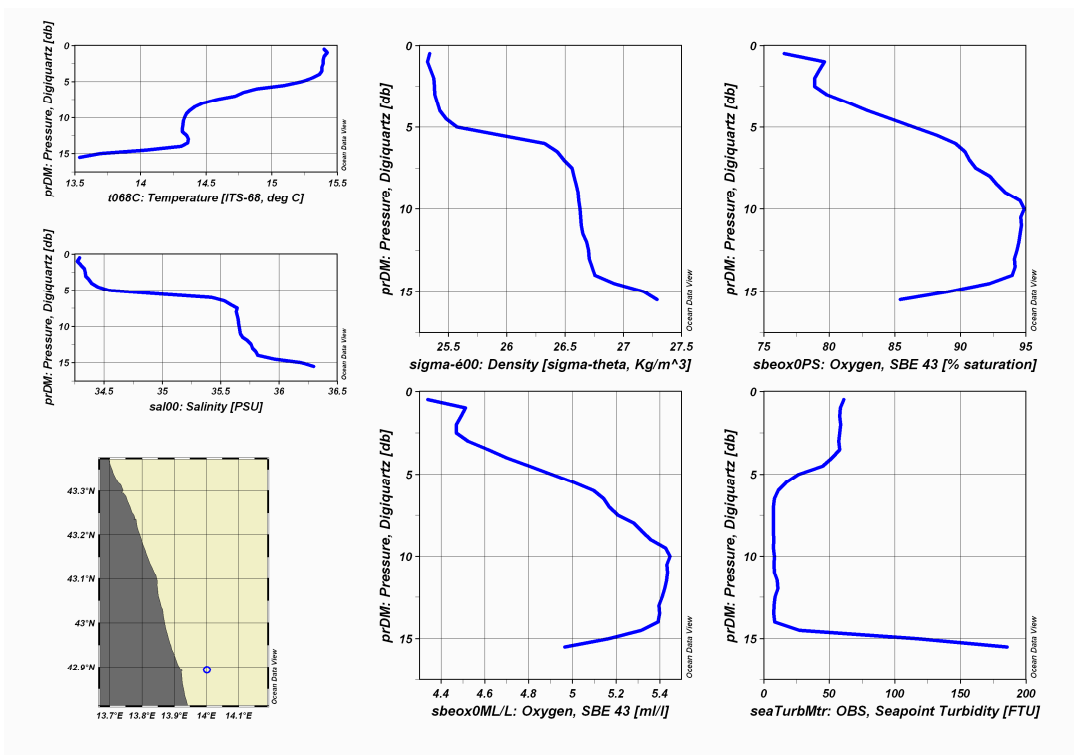 prDM: Pressure, Digiquartz [db]
0
5
10
15
13.5 14 14.5 15 15.5
t068C: Temperature [ITS-68, deg C]
Ocean Data View
prDM: Pressure, Digiquartz [db]
0
5
10
15
34.5 35 35.5 36 36.5
sal00: Salinity [PSU]
Ocean Data View
43.3°N
43.2°N
43.1°N
43°N
42.9°N
13.7°E 13.8°E 13.9°E 14°E 14.1°E
Ocean Data View
prDM: Pressure, Digiquartz [db]
0
5
10
15
25.5 26 26.5 27 27.5
sigma-é00: Density [sigma-theta, Kg/m^3]
Ocean Data View
prDM: Pressure, Digiquartz [db]
0
5
10
15
75 80 85 90 95
sbeox0PS: Oxygen, SBE 43 [% saturation]
Ocean Data View
prDM: Pressure, Digiquartz [db]
0
5
10
15
4.4 4.6 4.8 5 5.2 5.4
sbeox0ML/L: Oxygen, SBE 43 [ml/l]
Ocean Data View
prDM: Pressure, Digiquartz [db]
0
5
10
15
0 50 100 150 200
seaTurbMtr: OBS, Seapoint Turbidity [FTU]
Ocean Data View